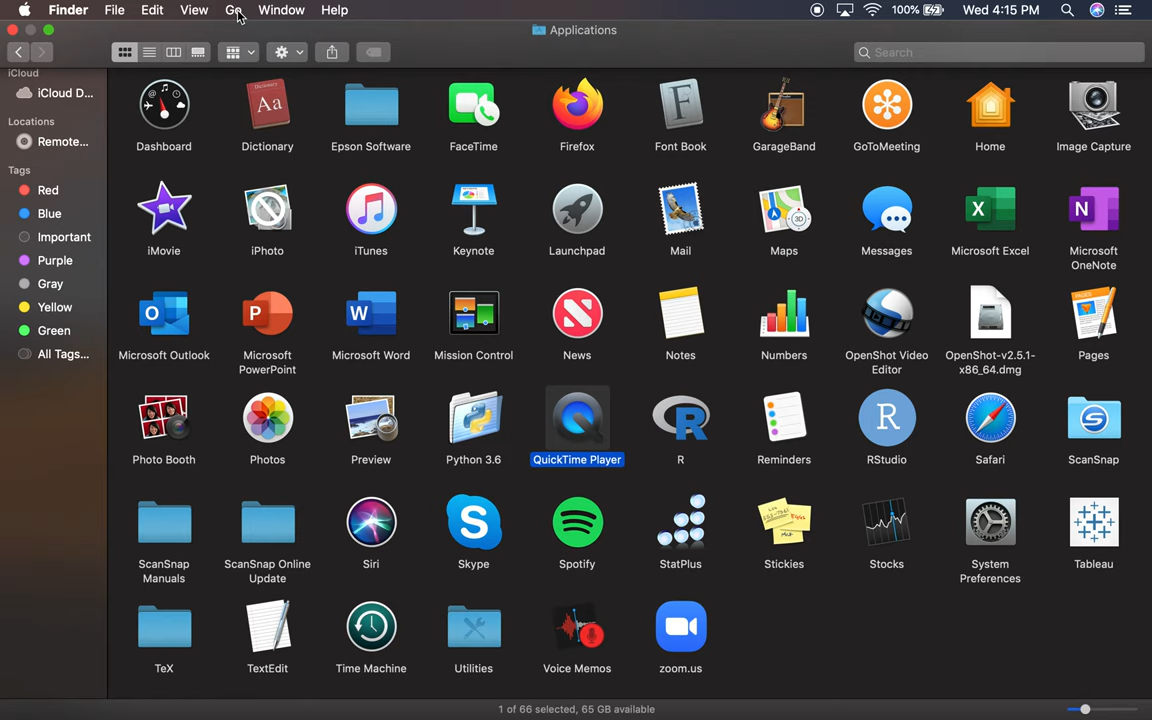 Finder File Edit View Go Window Help 100% Wed 4:15 PM
Applications
Search
iCloud
iCloud D...
Locations
Remote...
Tags
Red
Blue
Important
Purple
Gray
Yellow
Green
All Tags...
Dashboard Dictionary Epson Software FaceTime Firefox Font Book GarageBand GoToMeeting Home Image Capture
iMovie iPhoto iTunes Keynote Launchpad Mail Maps Messages Microsoft Excel Microsoft
OneNote
Microsoft Outlook Microsoft
PowerPoint
Microsoft Word Mission Control News Notes Numbers OpenShot Video
Editor
OpenShot-v2.5.1-
x86_64.dmg
Pages
Photo Booth Photos Preview Python 3.6 QuickTime Player R Reminders RStudio Safari ScanSnap
ScanSnap
Manuals
ScanSnap Online
Update
Siri Skype Spotify StatPlus Stickies Stocks System
Preferences
Tableau
TeX TextEdit Time Machine Utilities Voice Memos zoom.us
1 of 66 selected, 65 GB available